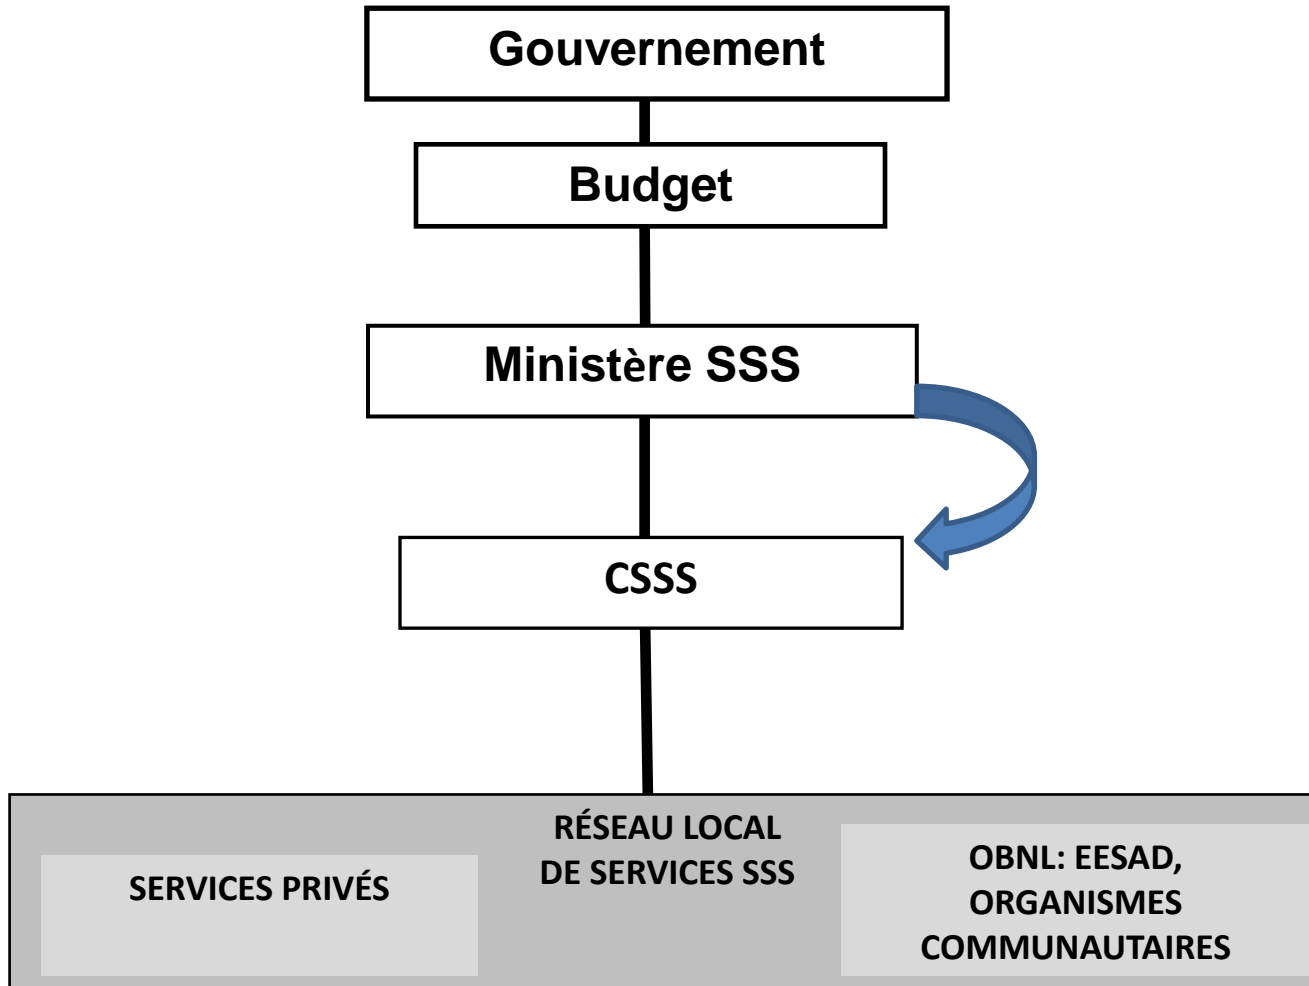 Gouvernement
Budget
Ministère SSS
CSSS
RÉSEAU LOCAL
DE SERVICES SSS
SERVICES PRIVÉS
OBNL: EESAD,
ORGANISMES
COMMUNAUTAIRES